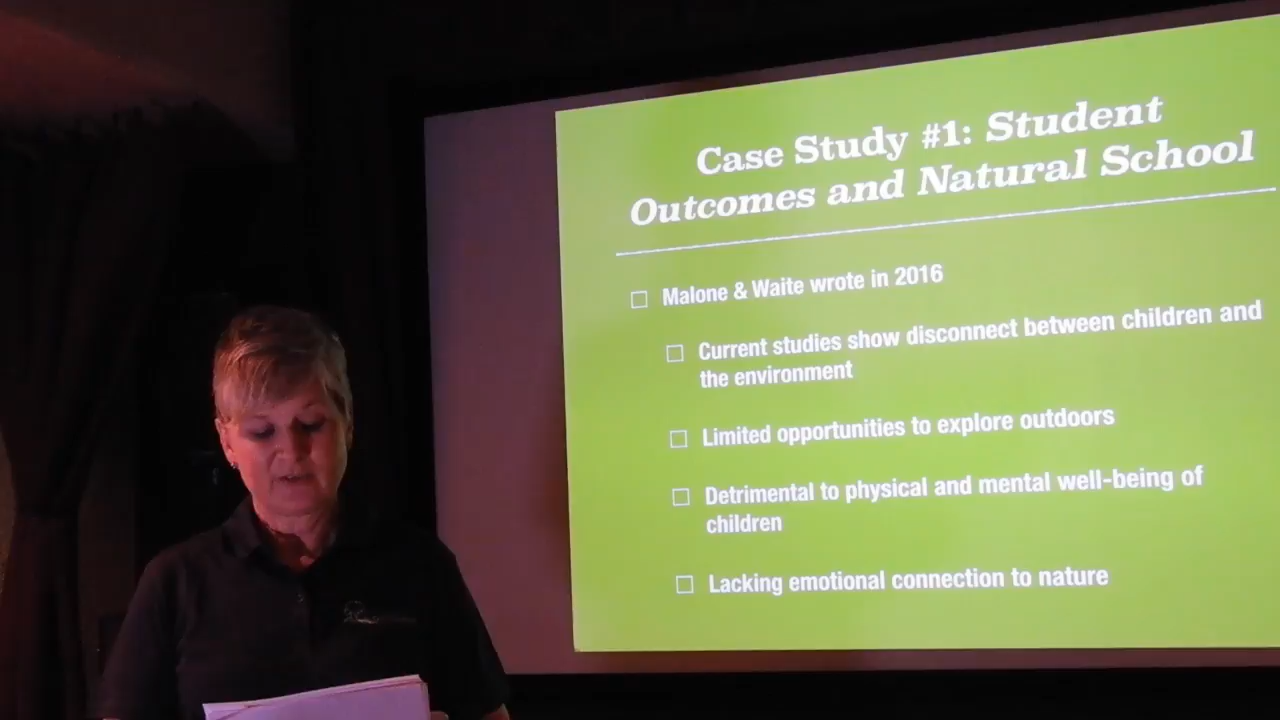 Case Study #1: Student
Outcomes and Natural School
Malone & Waite wrote in 2016
Current studies show disconnect between children and
the environment
Limited opportunities to explore outdoors
Detrimental to physical and mental well-being of
children
Lacking emotional connection to nature